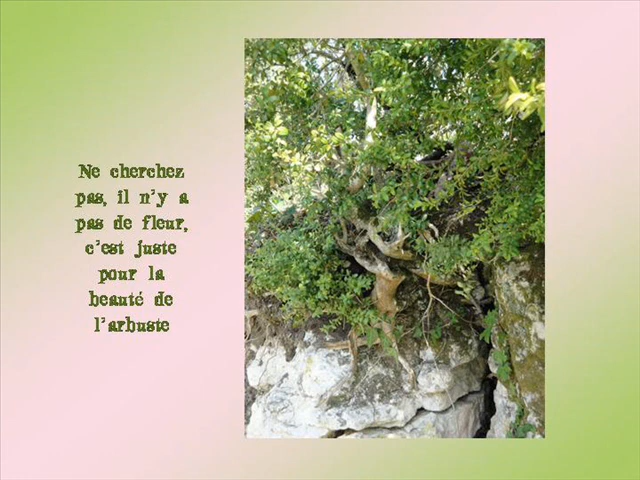 Ne cherchez
pas, il n'y a
pas de fleur,
c'est juste
pour la
beauté de
l'arbuste